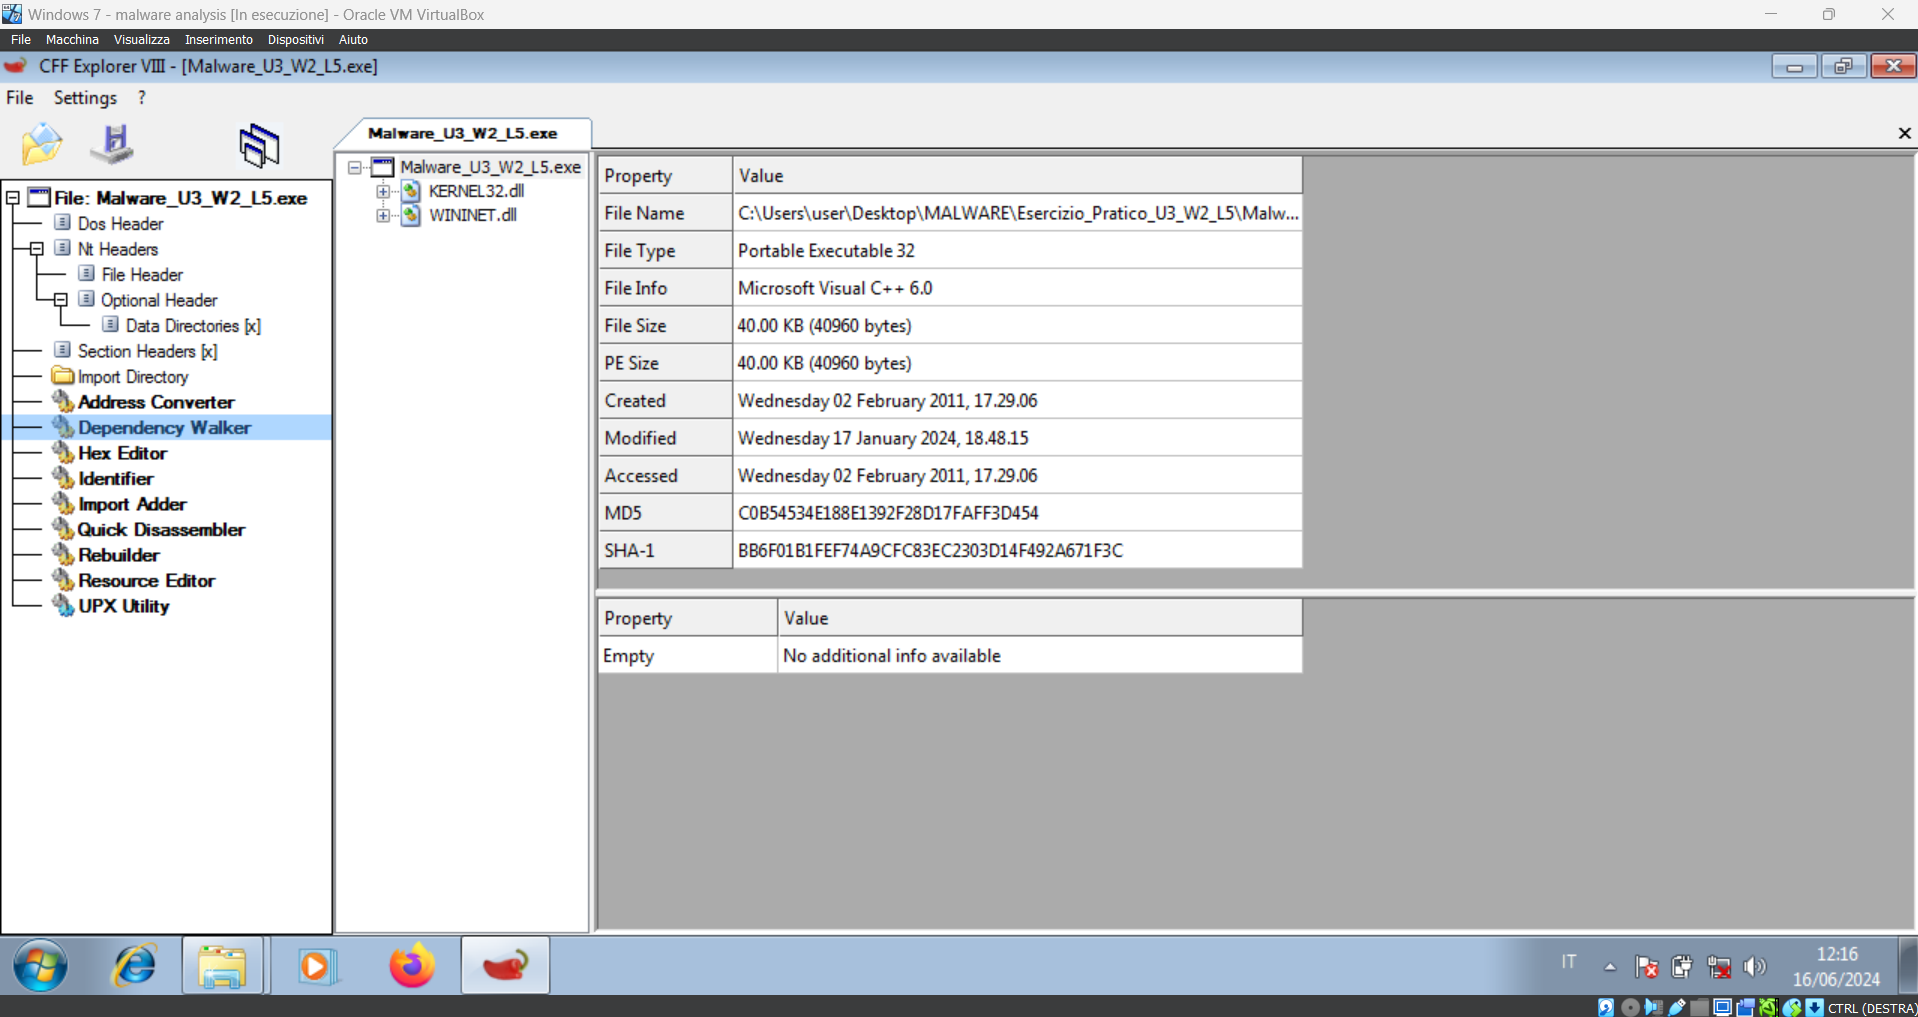 Windows 7 - malware analysis [In esecuzione] - Oracle VM VirtualBox
File Macchina Visualizza Inserimento Dispositivi Aiuto
CFF Explorer VIII - [Malware_U3_W2_L5.exe]
File Settings ?
Malware_U3_W2_L5.exe
File: Malware_U3_W2_L5.exe
Dos Header
Nt Headers
File Header
Optional Header
Data Directories [x]
Section Headers [x]
Import Directory
Address Converter
Dependency Walker
Hex Editor
Identifier
Import Adder
Quick Disassembler
Rebuilder
Resource Editor
UPX Utility
Malware_U3_W2_L5.exe
KERNEL32.dll
WININET.dll
Property Value
File Name C:\Users\user\Desktop\MALWARE\Esercizio_Pratico_U3_W2_L5\Malw...
File Type Portable Executable 32
File Info Microsoft Visual C++ 6.0
File Size 40.00 KB (40960 bytes)
PE Size 40.00 KB (40960 bytes)
Created Wednesday 02 February 2011, 17.29.06
Modified Wednesday 17 January 2024, 18.48.15
Accessed Wednesday 02 February 2011, 17.29.06
MD5 C0B54534E188E1392F28D17FAFF3D454
SHA-1 BB6F01B1FEF74A9CFC83EC2303D14F492A671F3C
Property Value
Empty No additional info available
IT
12:16
16/06/2024
CTRL (DESTRA)